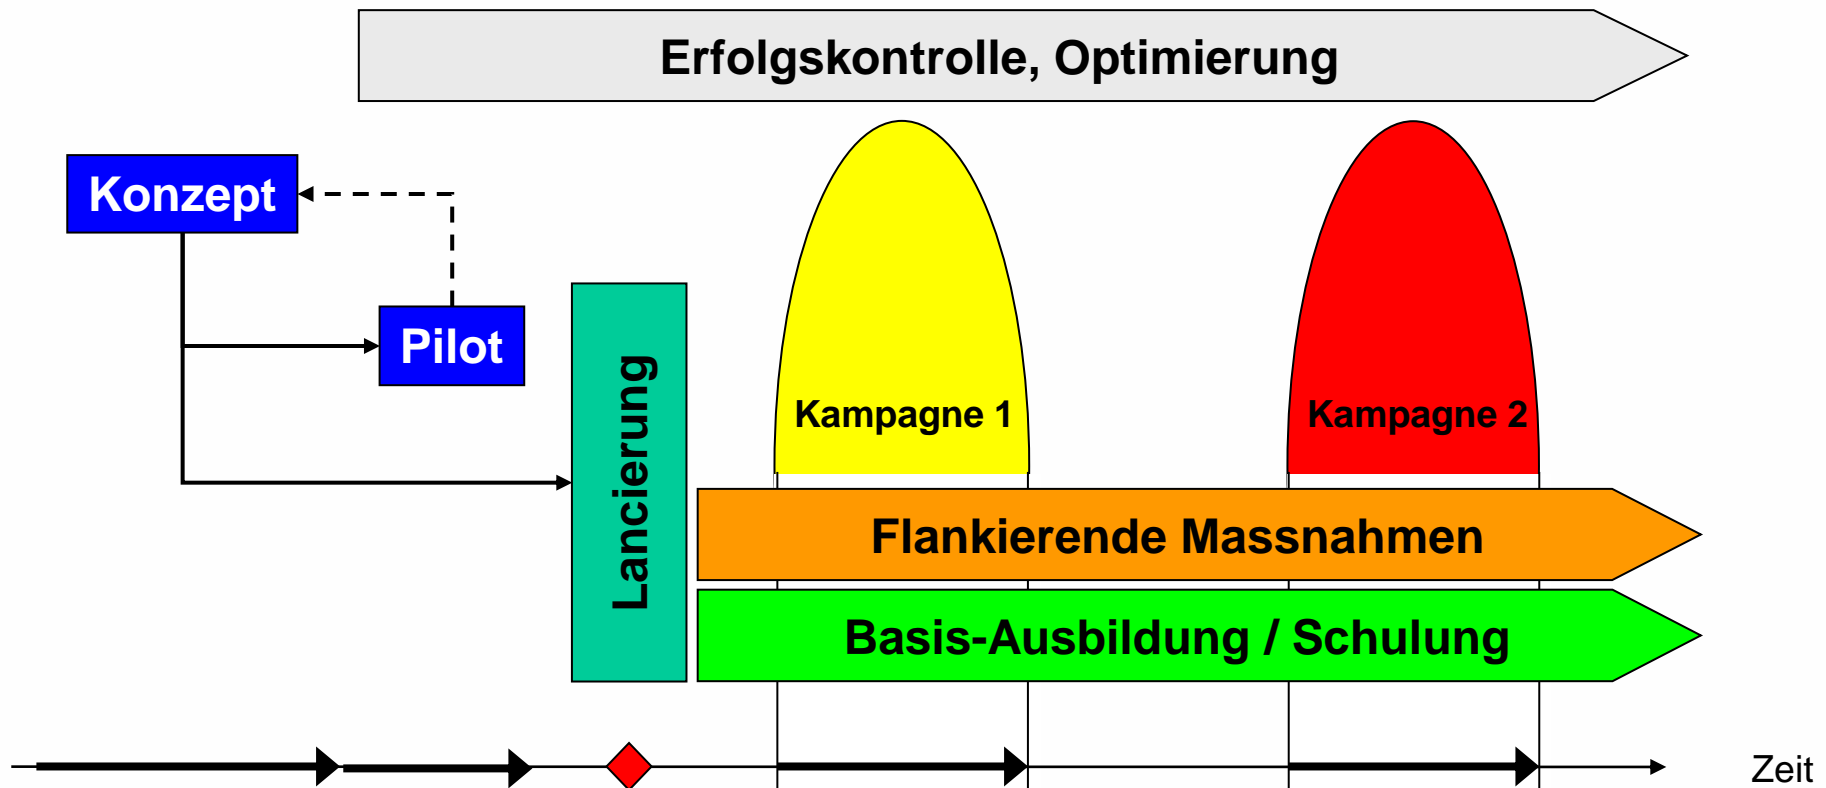 Erfolgskontrolle, Optimierung
Konzept
Pilot
Lancierung
Kampagne 1
Kampagne 2
Flankierende Massnahmen
Basis-Ausbildung / Schulung
Zeit